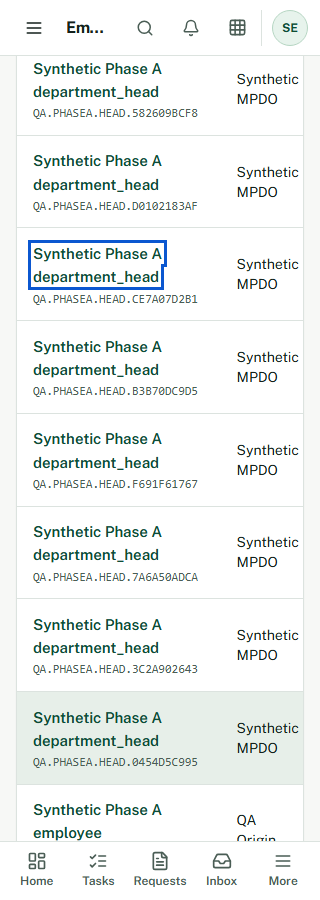 Em...
SE
Synthetic Phase A
department_head
QA.PHASEA.HEAD.582609BCF8
Synthetic
MPDO
Synthetic Phase A
department_head
QA.PHASEA.HEAD.D0102183AF
Synthetic
MPDO
Synthetic Phase A
department_head
QA.PHASEA.HEAD.CE7A07D2B1
Synthetic
MPDO
Synthetic Phase A
department_head
QA.PHASEA.HEAD.B3B70DC9D5
Synthetic
MPDO
Synthetic Phase A
department_head
QA.PHASEA.HEAD.F691F61767
Synthetic
MPDO
Synthetic Phase A
department_head
QA.PHASEA.HEAD.7A6A50ADCA
Synthetic
MPDO
Synthetic Phase A
department_head
QA.PHASEA.HEAD.3C2A902643
Synthetic
MPDO
Synthetic Phase A
department_head
QA.PHASEA.HEAD.0454D5C995
Synthetic
MPDO
Synthetic Phase A
employee
QA
Origin
Home
Tasks
Requests
Inbox
More